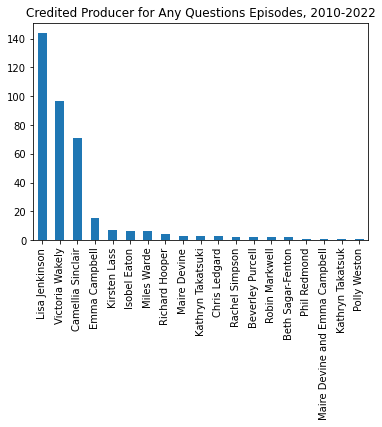 Credited Producer for Any Questions Episodes, 2010-2022
140
120
100
80
60
40
20
0
Lisa Jenkinson
Victoria Wakely
Camellia Sinclair
Emma Campbell
Kirsten Lass
Isobel Eaton
Miles Warde
Richard Hooper
Maire Devine
Kathryn Takatsuki
Chris Ledgard
Rachel Simpson
Beverley Purcell
Robin Markwell
Beth Sagar-Fenton
Phil Redmond
Maire Devine and Emma Campbell
Kathryn Takatsuk
Polly Weston